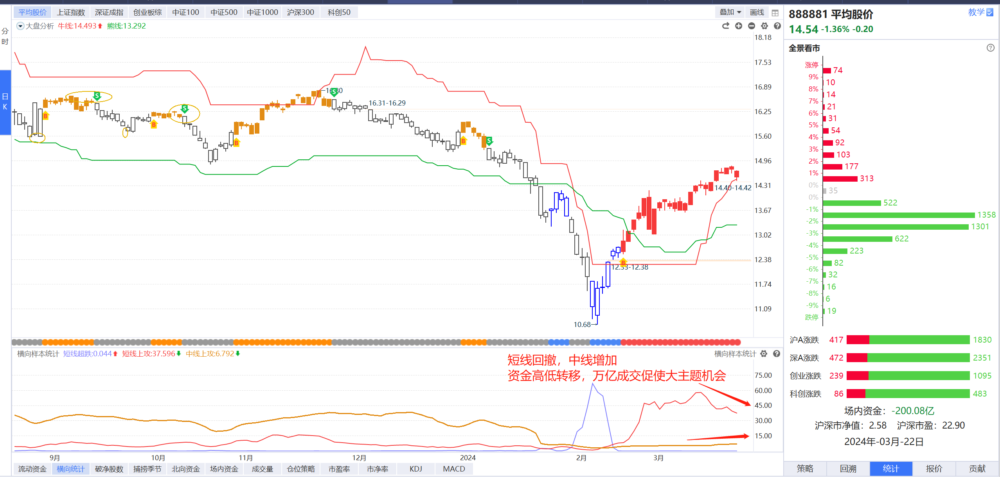 平均股价 上证指数 深证成指 创业板综 中证100 中证500 中证1000 沪深300 科创50 叠加 画线
分时
日K
大盘分析 牛线:14.493 熊线:13.292
18.18
17.53
16.89
16.25
15.60
14.96
14.31
13.67
13.02
12.38
11.74
11.09
B
S
B
S
B
16.80
S
16.31-16.29
B
S
10.68→
B
12.33-12.38
14.40-14.42
横向样本统计 短线超跌:0.044 短线上攻:37.596 中线上攻:6.792
横向样本统计
短线回撤，中线增加
资金高低转移，万亿成交促使大主题机会
75.00
60.00
45.00
30.00
15.00
9月 10月 11月 12月 2024 2月 3月
流动资金 横向统计 破净股数 捕捞季节 北向资金 场内资金 成交量 仓位策略 市盈率 市净率 KDJ MACD
888881 平均股价
教学
14.54 -1.36% -0.20
全景看市
涨停
74
9%
10
8%
14
7%
21
6%
31
5%
54
4%
92
3%
103
2%
177
1%
313
0%
35
0%
522
-1%
1358
-2%
1301
-3%
622
-4%
223
-5%
82
-6%
32
-7%
16
-8%
6
-9%
19
跌停
沪A涨跌 417 1830
深A涨跌 472 2351
创业涨跌 239 1095
科创涨跌 86 483
场内资金：-200.08亿
沪深市净值：2.58 沪深市盈：22.90
2024年-03月-22日
策略 回溯 统计 报价 贡献